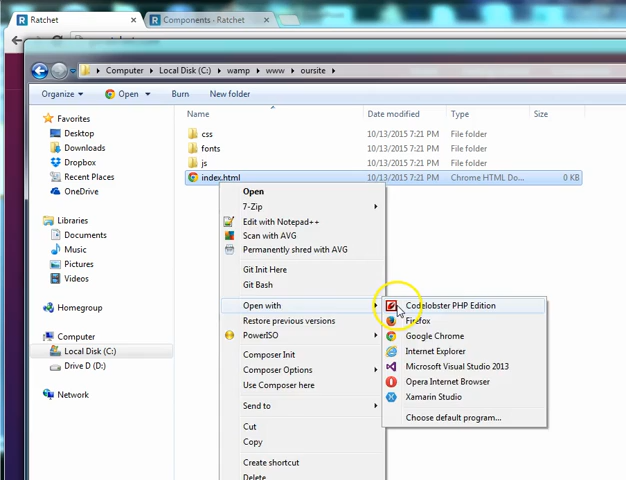 Ratchet
Components - Ratchet
Computer
Local Disk (C:)
wamp
www
oursite
Organize
Open
Burn
New folder
Favorites
Desktop
Downloads
Dropbox
Recent Places
OneDrive
Libraries
Documents
Music
Pictures
Videos
Homegroup
Computer
Local Disk (C:)
Drive D (D:)
Network
Name
Date modified
Type
Size
css
10/13/2015 7:21 PM
File folder
fonts
10/13/2015 7:21 PM
File folder
js
10/13/2015 7:21 PM
File folder
index.html
10/13/2015 7:21 PM
Chrome HTML Do...
0 KB
Open
7-Zip
Edit with Notepad++
Scan with AVG
Permanently shred with AVG
Git Init Here
Git Bash
Open with
Restore previous versions
PowerISO
Composer Init
Composer Options
Use Composer here
Send to
Cut
Copy
Create shortcut
Delete
Codelobster PHP Edition
Firefox
Google Chrome
Internet Explorer
Microsoft Visual Studio 2013
Opera Internet Browser
Xamarin Studio
Choose default program...